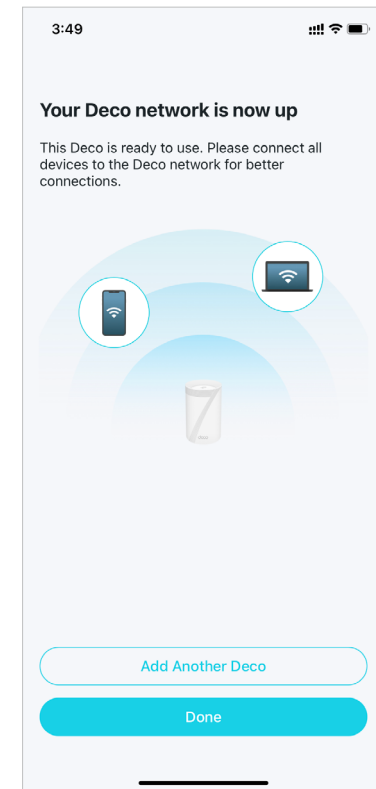 3:49
Your Deco network is now up
This Deco is ready to use. Please connect all
devices to the Deco network for better
connections.
Add Another Deco
Done